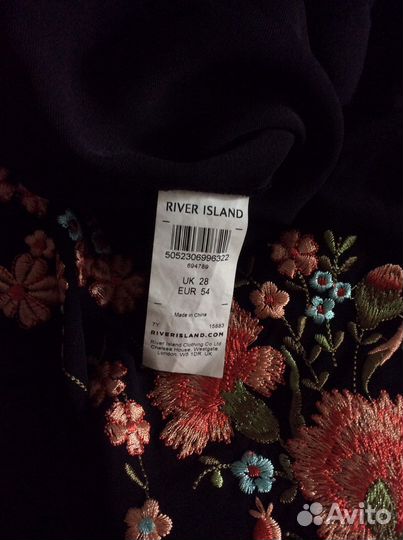 RIVER ISLAND
5052306996322
694789
UK 28
EUR 54
Made in China
7Y 15883
RIVERISLAND.COM
River Island Clothing Co Ltd
Chelsea House, Westgate
London, W5 1DR. UK
Avito